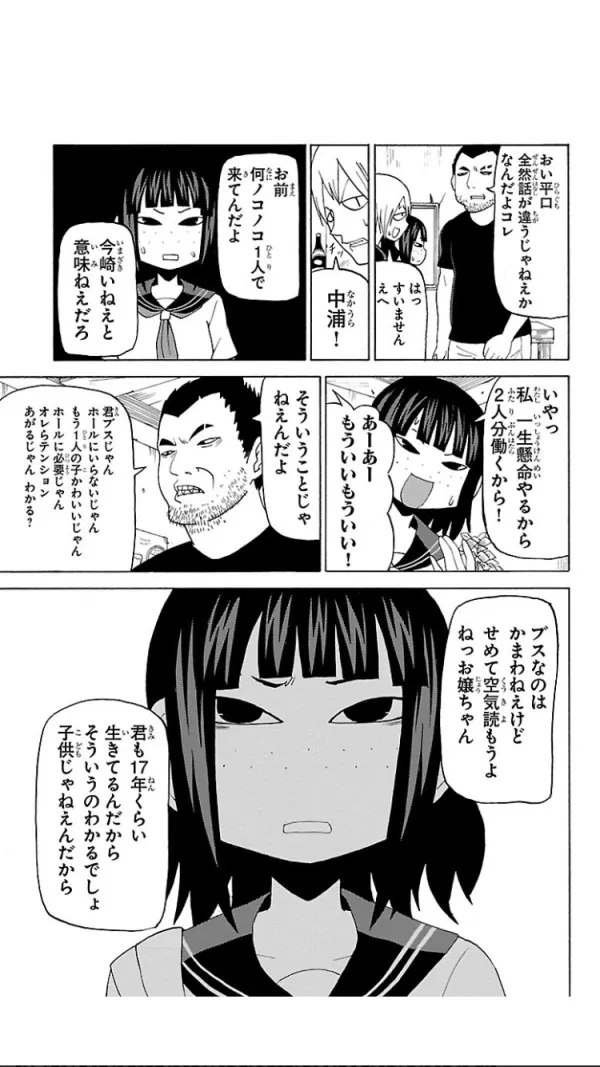 おい平口
全然話が違うじゃねえか
なんだよコレ
はっ
すいません
えへ
中浦！
お前
何ノコノコ1人で
来てんだよ
今崎いねえと
意味ねえだろ
いやっ
私 一生懸命やるから
2人分働くから！
あーあー
もういいもういい！
そういうことじゃ
ねえんだよ
君ブスじゃん
ホールにいらないじゃん
もう1人の子かわいいじゃん
ホールに必要じゃん
オレらテンション
あがるじゃん わかる？
ブスなのは
かまわねえけど
せめて空気読もうよ
ねっお嬢ちゃん
君も17年くらい
生きてるんだから
そういうのわかるでしょ
子供じゃねえんだから